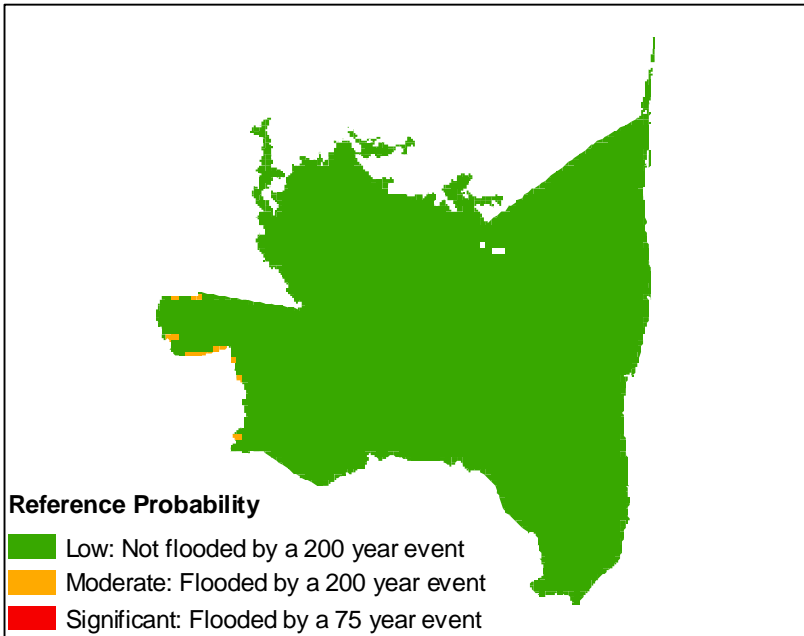 Reference Probability
Low: Not flooded by a 200 year event
Moderate: Flooded by a 200 year event
Significant: Flooded by a 75 year event